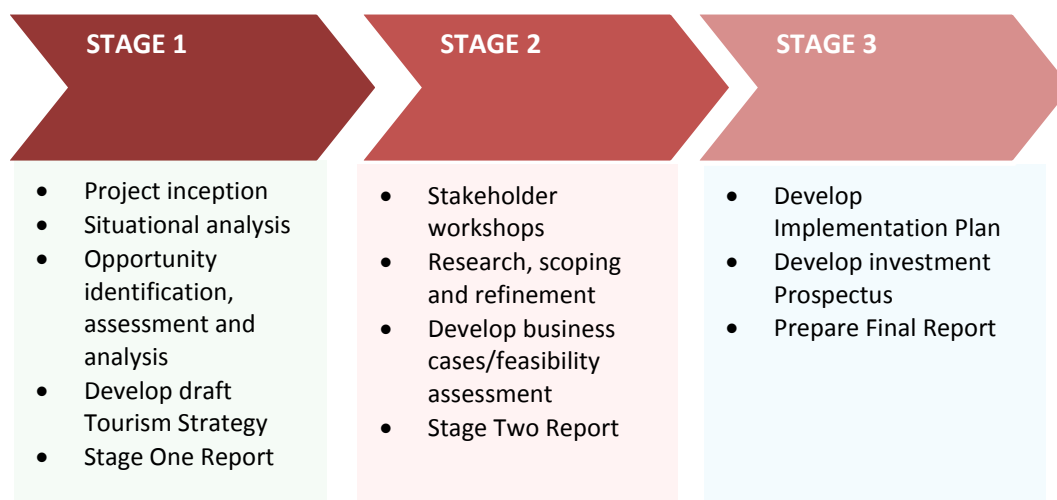 STAGE 1
• Project inception
• Situational analysis
• Opportunity
identification,
assessment and
analysis
• Develop draft
Tourism Strategy
• Stage One Report
STAGE 2
• Stakeholder
workshops
• Research, scoping
and refinement
• Develop business
cases/feasibility
assessment
• Stage Two Report
STAGE 3
• Develop
Implementation Plan
• Develop investment
Prospectus
• Prepare Final Report